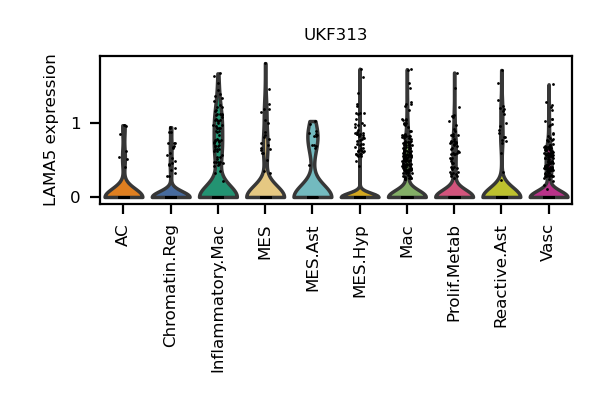 UKF313
LAMA5 expression
1
0
AC
Chromatin.Reg
Inflammatory.Mac
MES
MES.Ast
MES.Hyp
Mac
Prolif.Metab
Reactive.Ast
Vasc